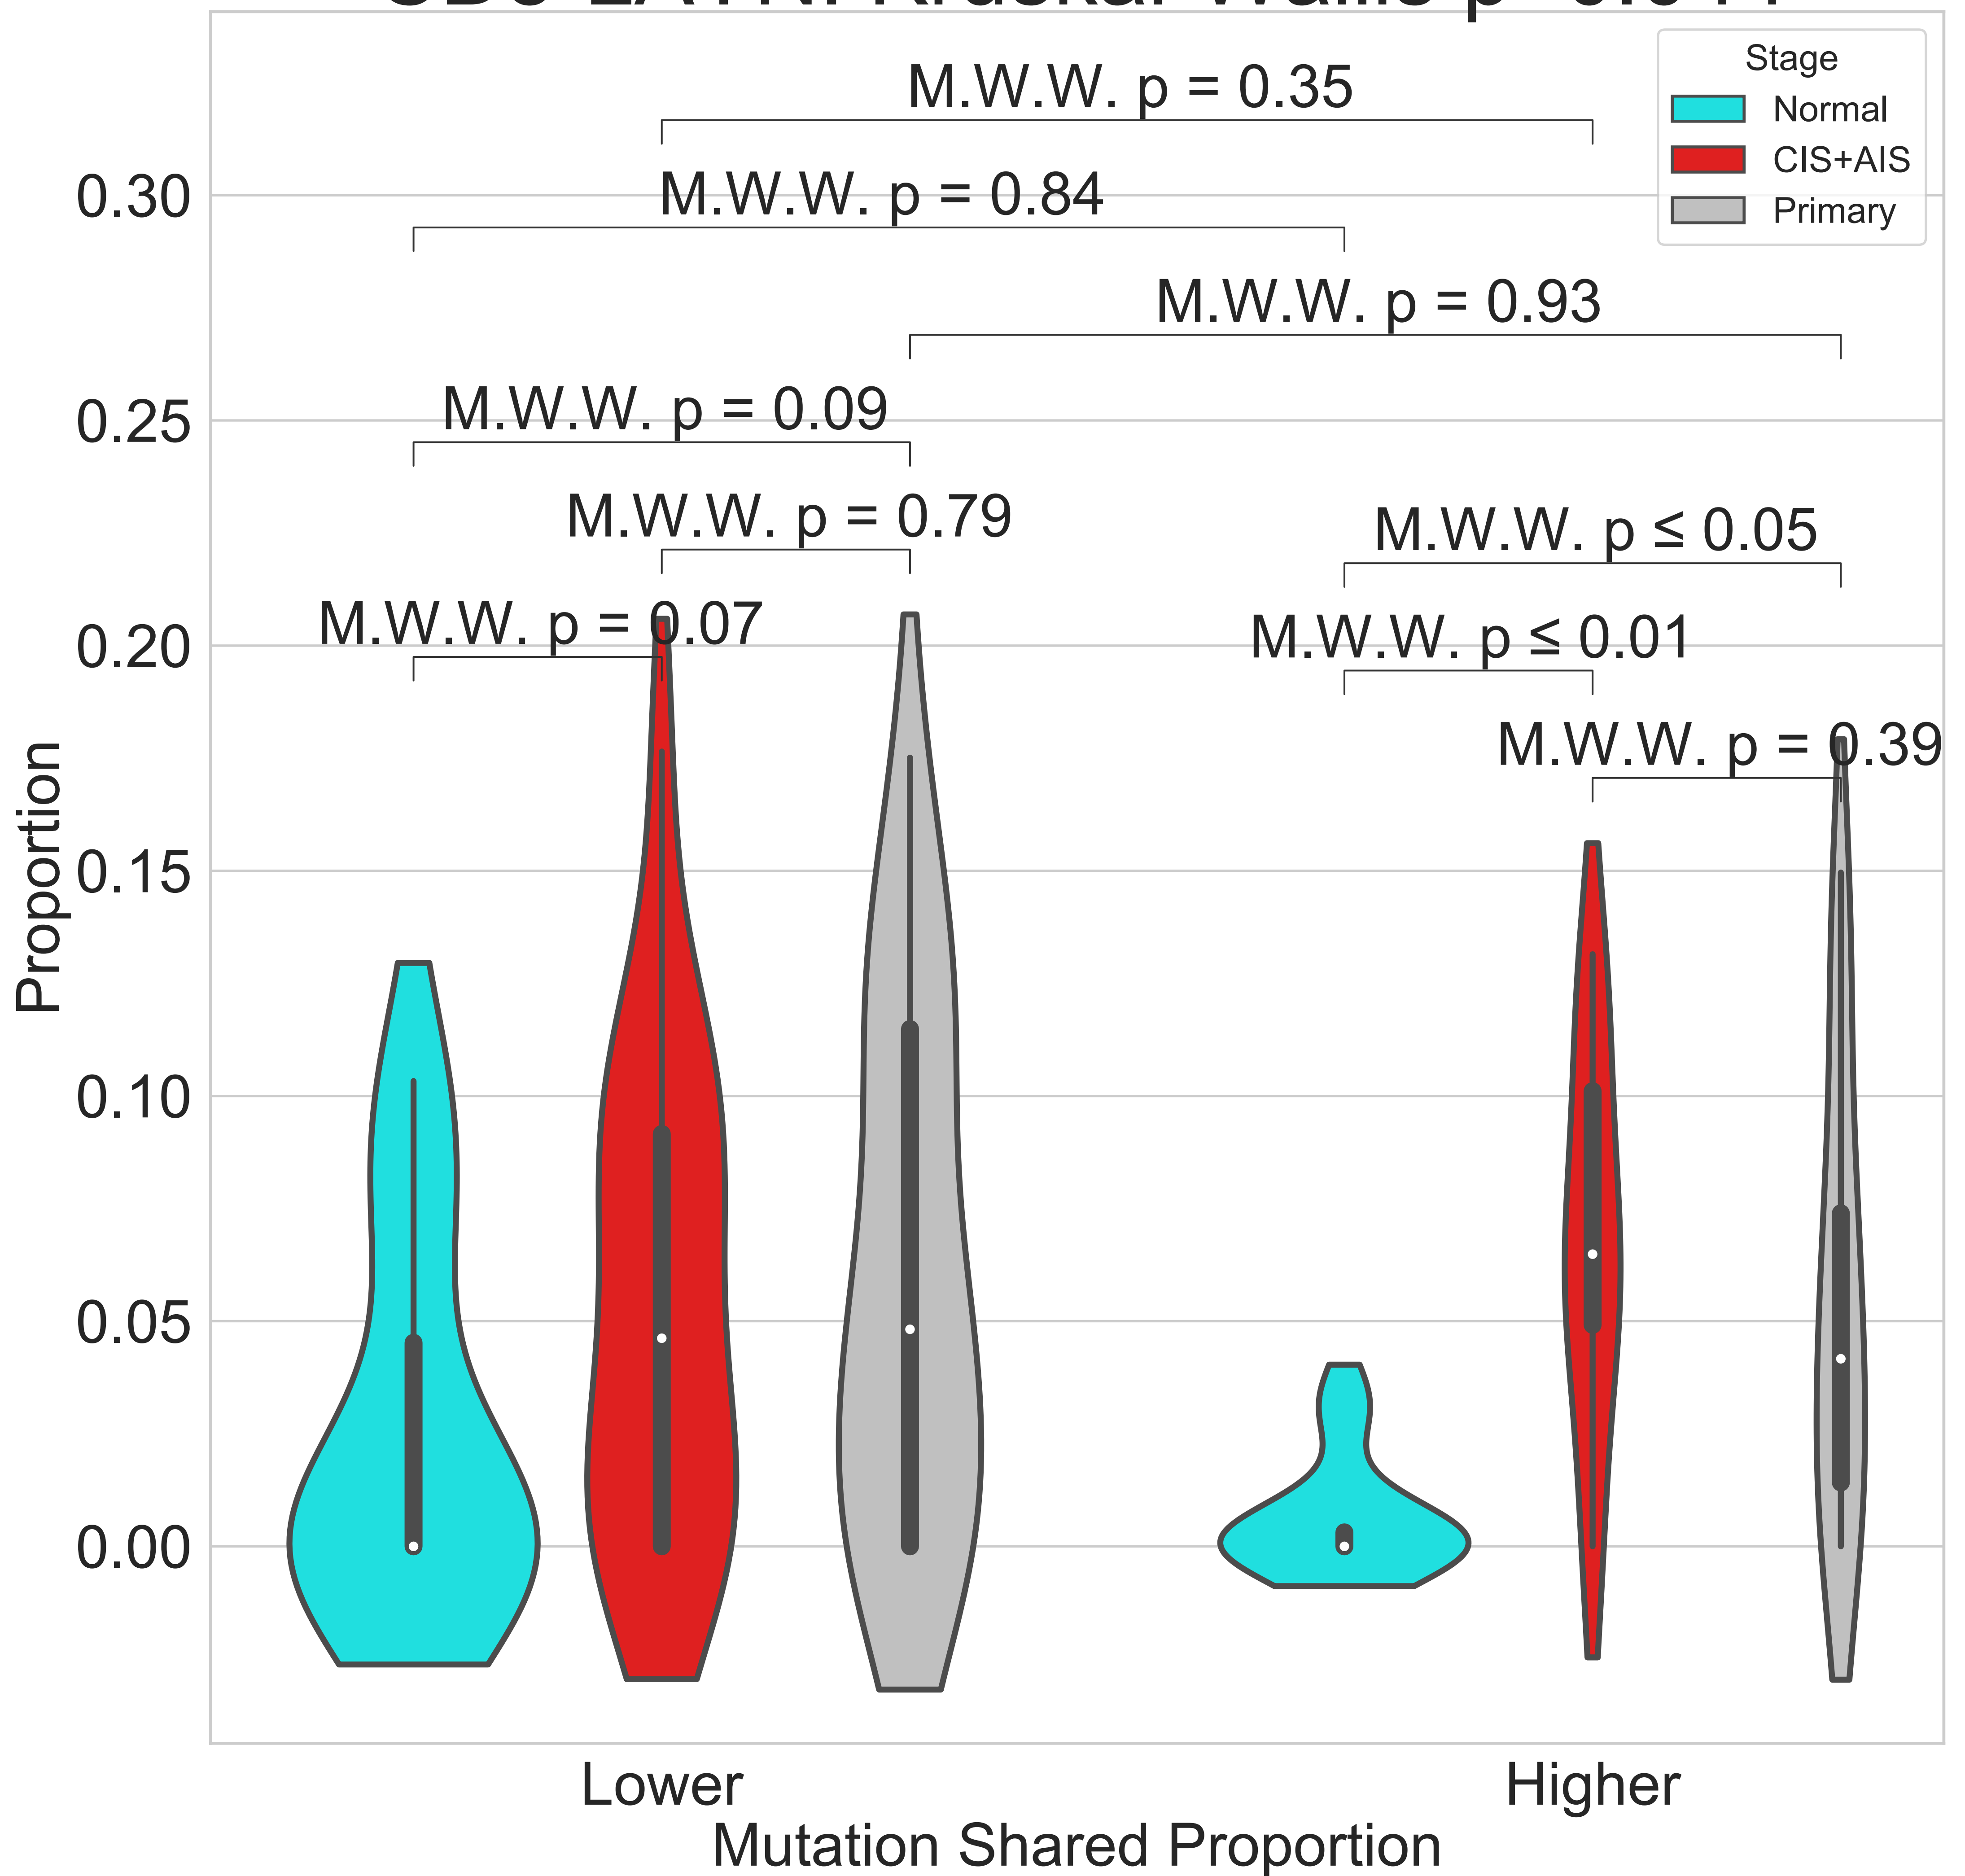 Stage
Normal
CIS+AIS
Primary
M.W.W. p = 0.35
M.W.W. p = 0.84
M.W.W. p = 0.93
M.W.W. p = 0.09
M.W.W. p = 0.79
M.W.W. p ≤ 0.05
M.W.W. p = 0.07
M.W.W. p ≤ 0.01
M.W.W. p = 0.39
0.30
0.25
0.20
0.15
0.10
0.05
0.00
Proportion
Lower
Higher
Mutation Shared Proportion